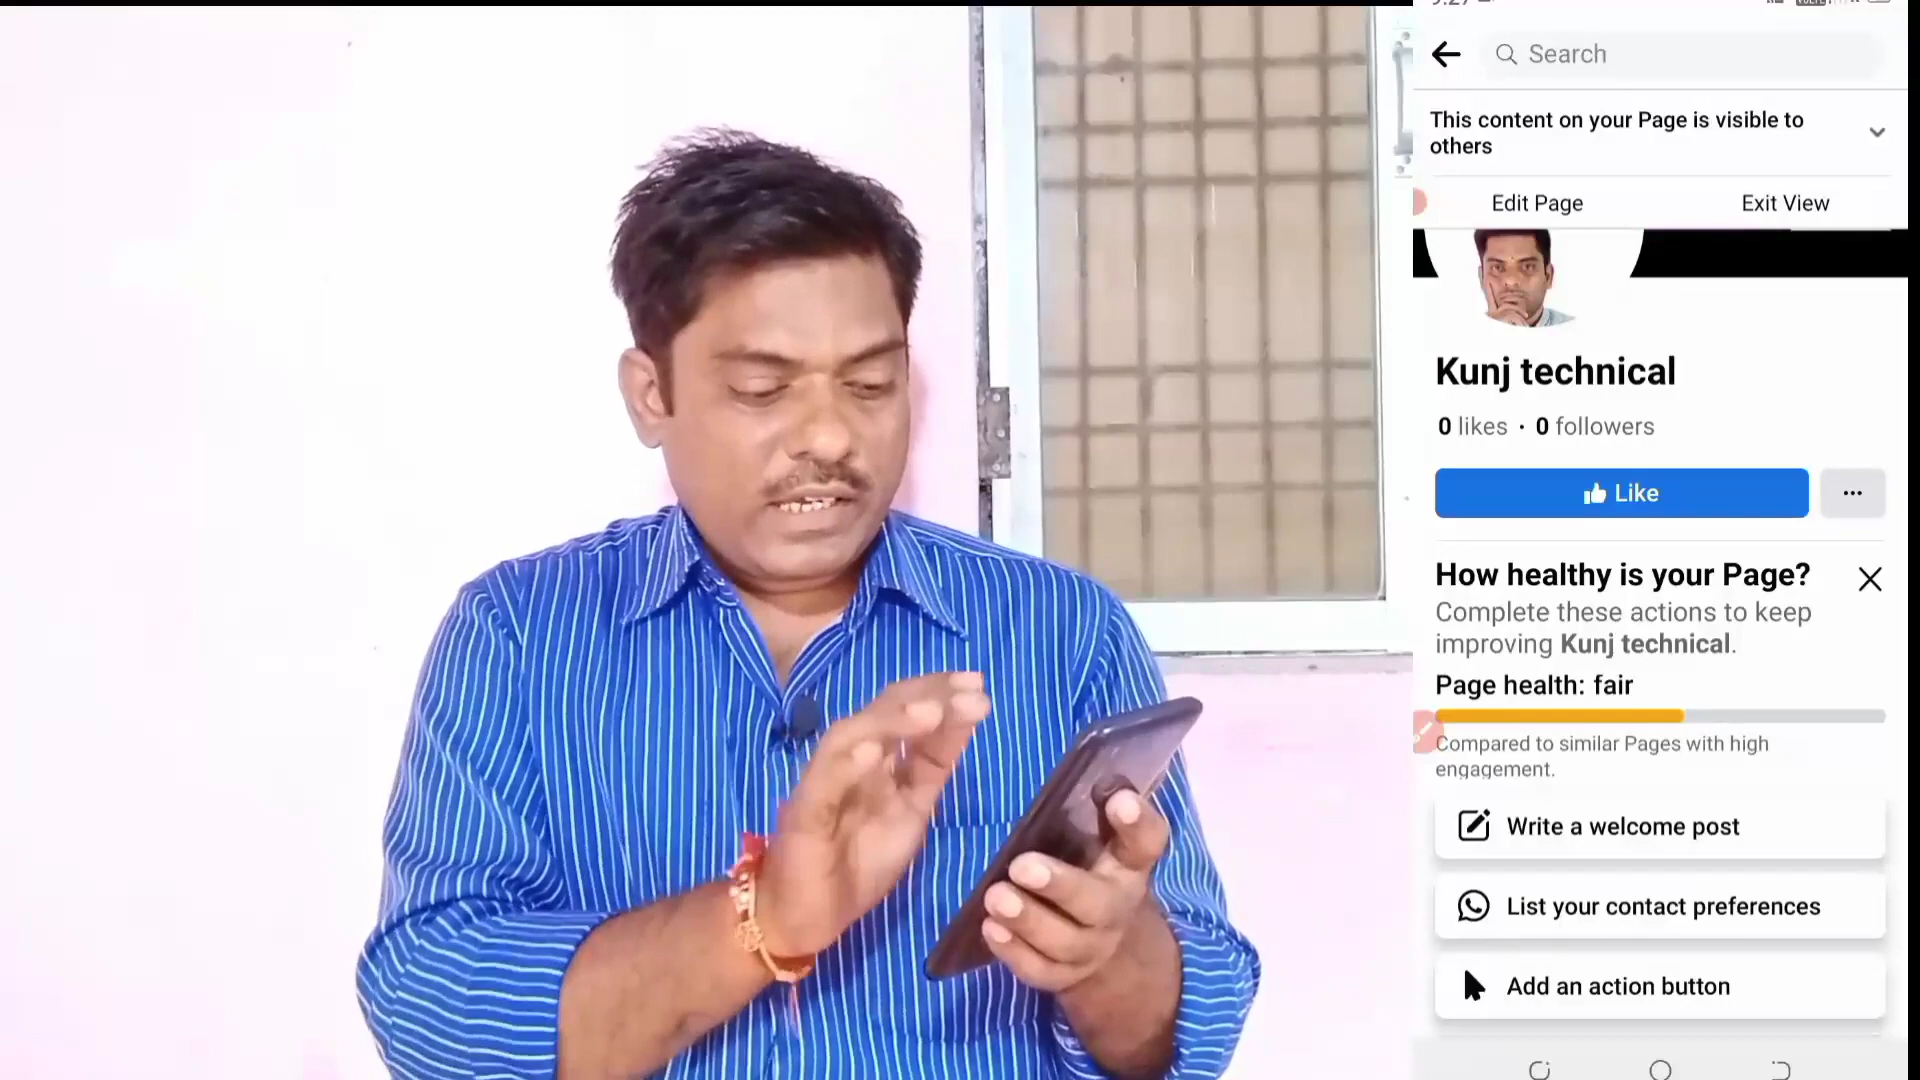 Search
This content on your Page is visible to
others
Edit Page
Exit View
Kunj technical
0 likes · 0 followers
Like
How healthy is your Page?
Complete these actions to keep
improving Kunj technical.
Page health: fair
Compared to similar Pages with high
engagement.
Write a welcome post
List your contact preferences
Add an action button